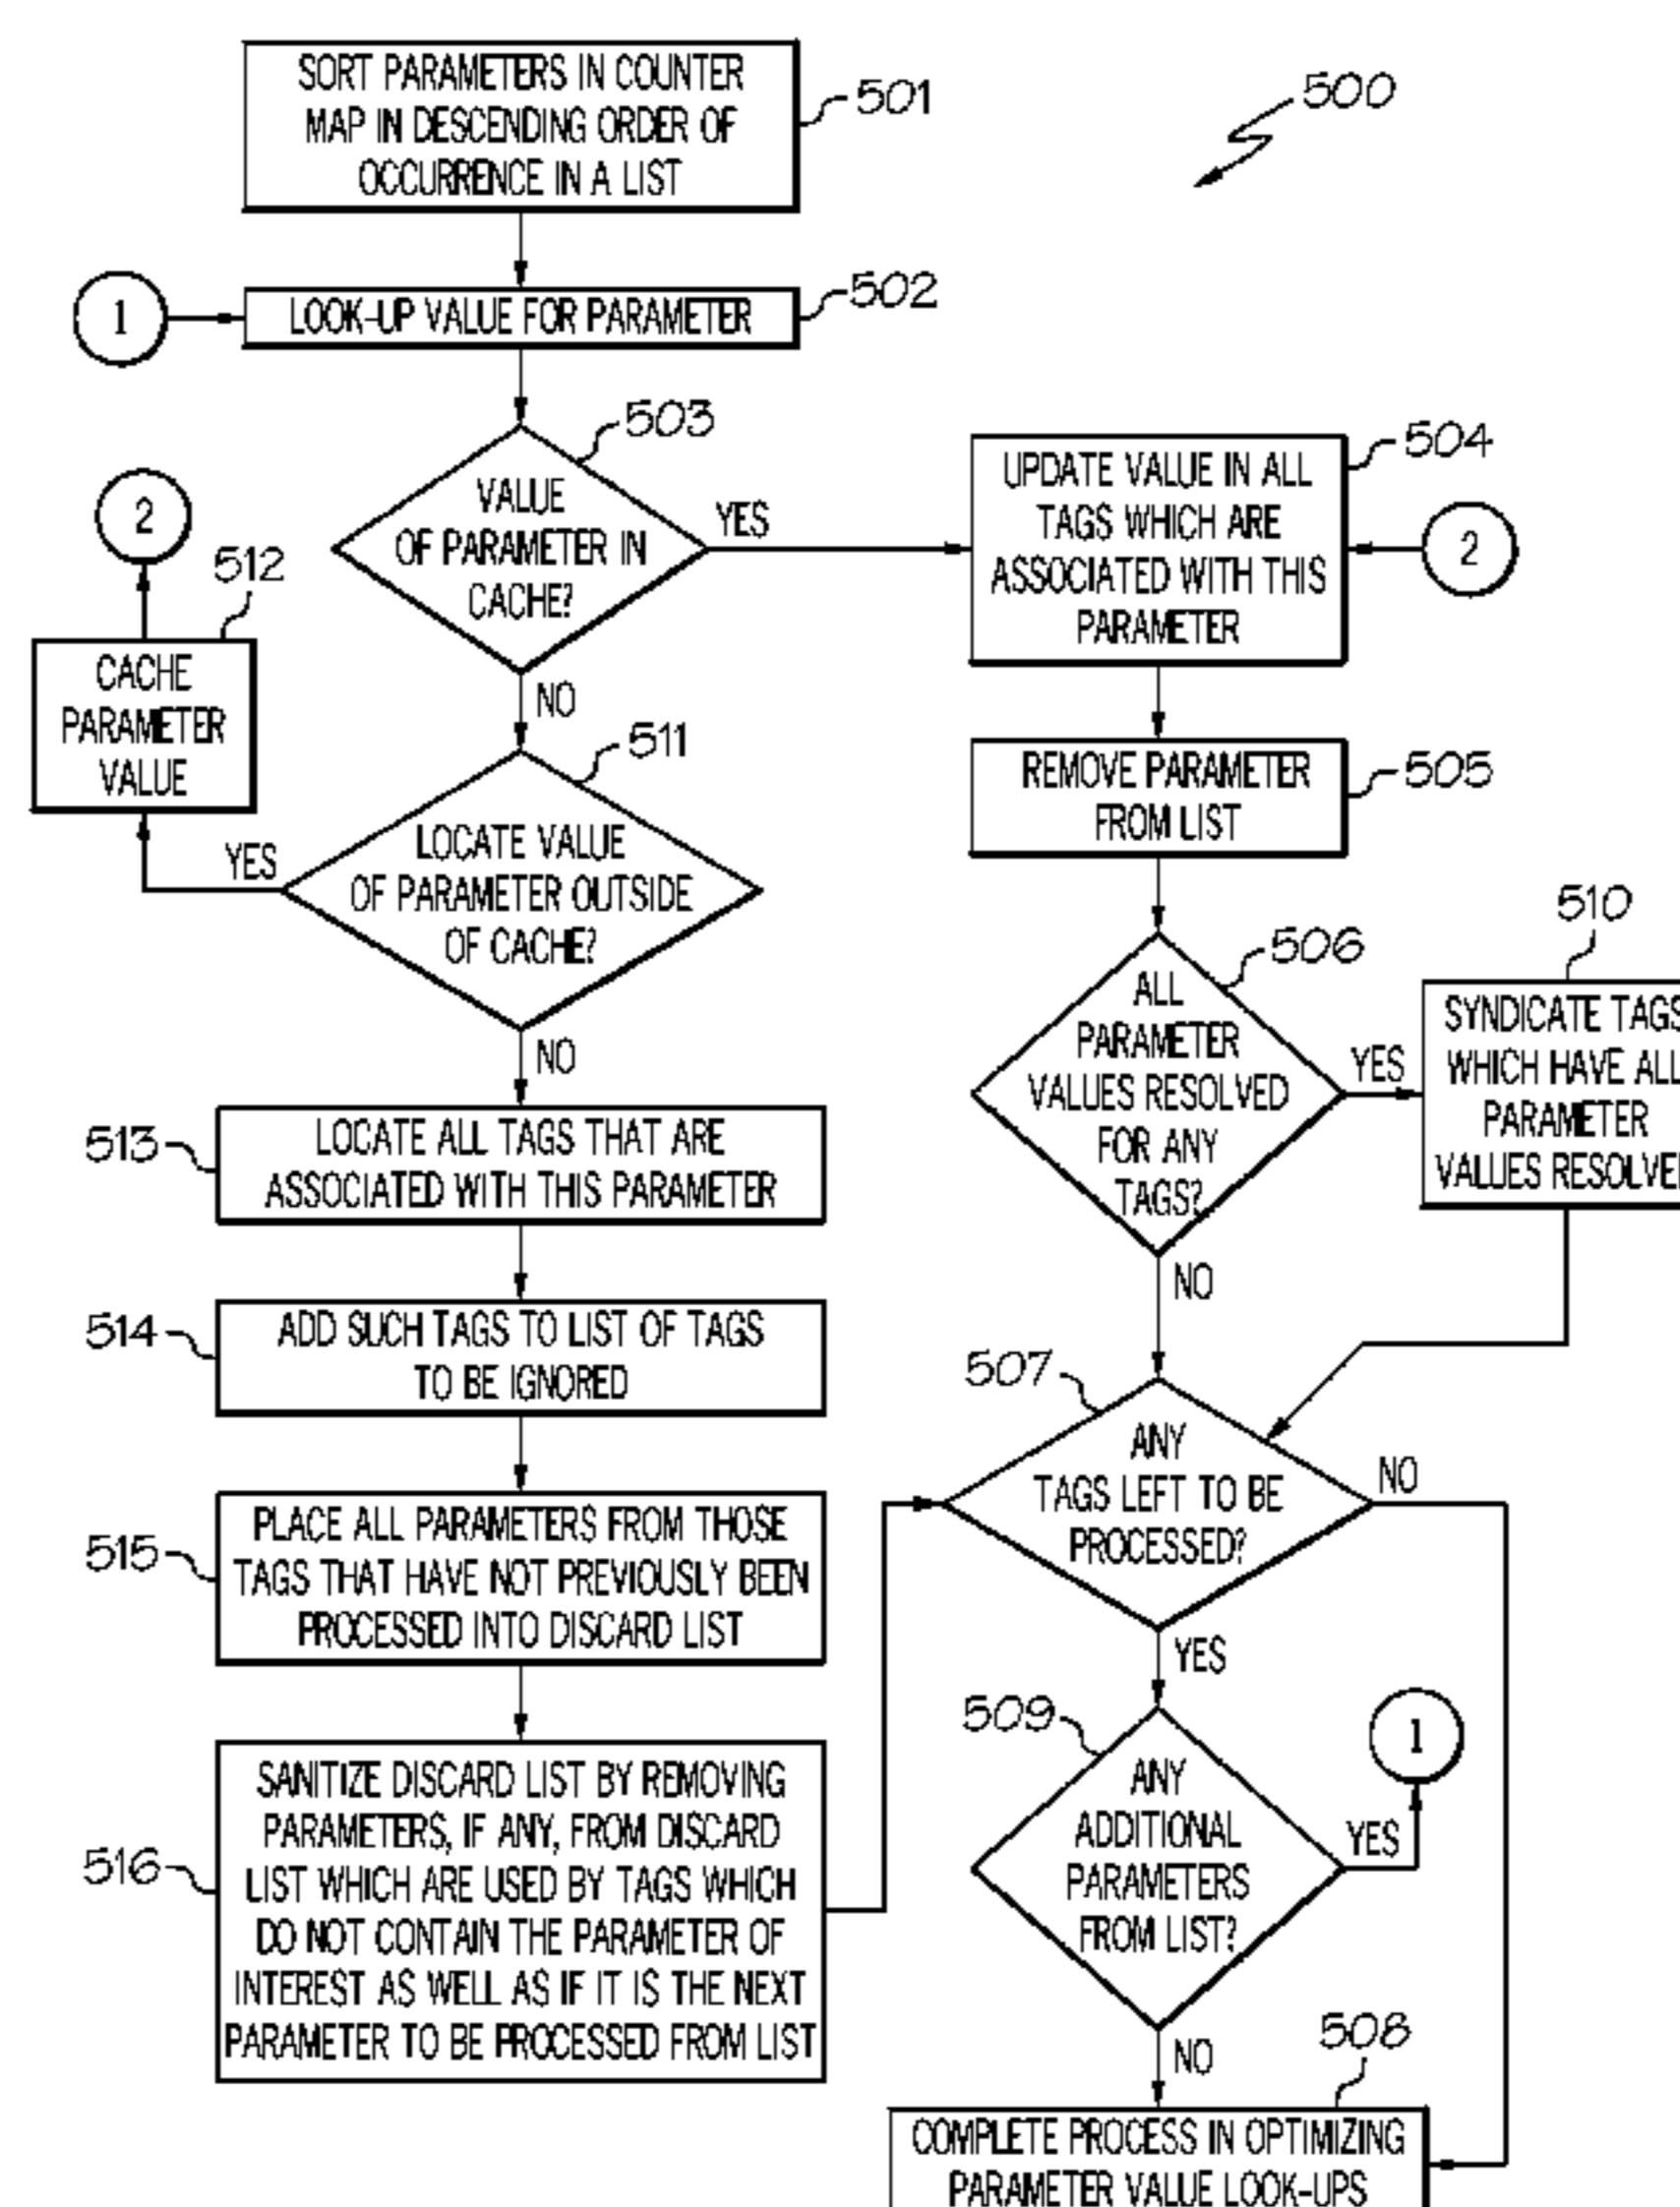 500
SORT PARAMETERS IN COUNTER
MAP IN DESCENDING ORDER OF
OCCURRENCE IN A LIST
501
1
LOOK-UP VALUE FOR PARAMETER
502
503
VALUE
OF PARAMETER IN
CACHE?
YES
NO
504
UPDATE VALUE IN ALL
TAGS WHICH ARE
ASSOCIATED WITH THIS
PARAMETER
2
2
512
CACHE
PARAMETER
VALUE
YES
511
LOCATE VALUE
OF PARAMETER OUTSIDE
OF CACHE?
NO
REMOVE PARAMETER
FROM LIST
505
506
ALL
PARAMETER
VALUES RESOLVED
FOR ANY
TAGS?
YES
NO
510
SYNDICATE TAGS
WHICH HAVE ALL
PARAMETER
VALUES RESOLVED
513
LOCATE ALL TAGS THAT ARE
ASSOCIATED WITH THIS PARAMETER
514
ADD SUCH TAGS TO LIST OF TAGS
TO BE IGNORED
515
PLACE ALL PARAMETERS FROM THOSE
TAGS THAT HAVE NOT PREVIOUSLY BEEN
PROCESSED INTO DISCARD LIST
516
SANITIZE DISCARD LIST BY REMOVING
PARAMETERS, IF ANY, FROM DISCARD
LIST WHICH ARE USED BY TAGS WHICH
DO NOT CONTAIN THE PARAMETER OF
INTEREST AS WELL AS IF IT IS THE NEXT
PARAMETER TO BE PROCESSED FROM LIST
507
ANY
TAGS LEFT TO BE
PROCESSED?
NO
YES
509
ANY
ADDITIONAL
PARAMETERS
FROM LIST?
YES
1
NO
508
COMPLETE PROCESS IN OPTIMIZING
PARAMETER VALUE LOOK-UPS